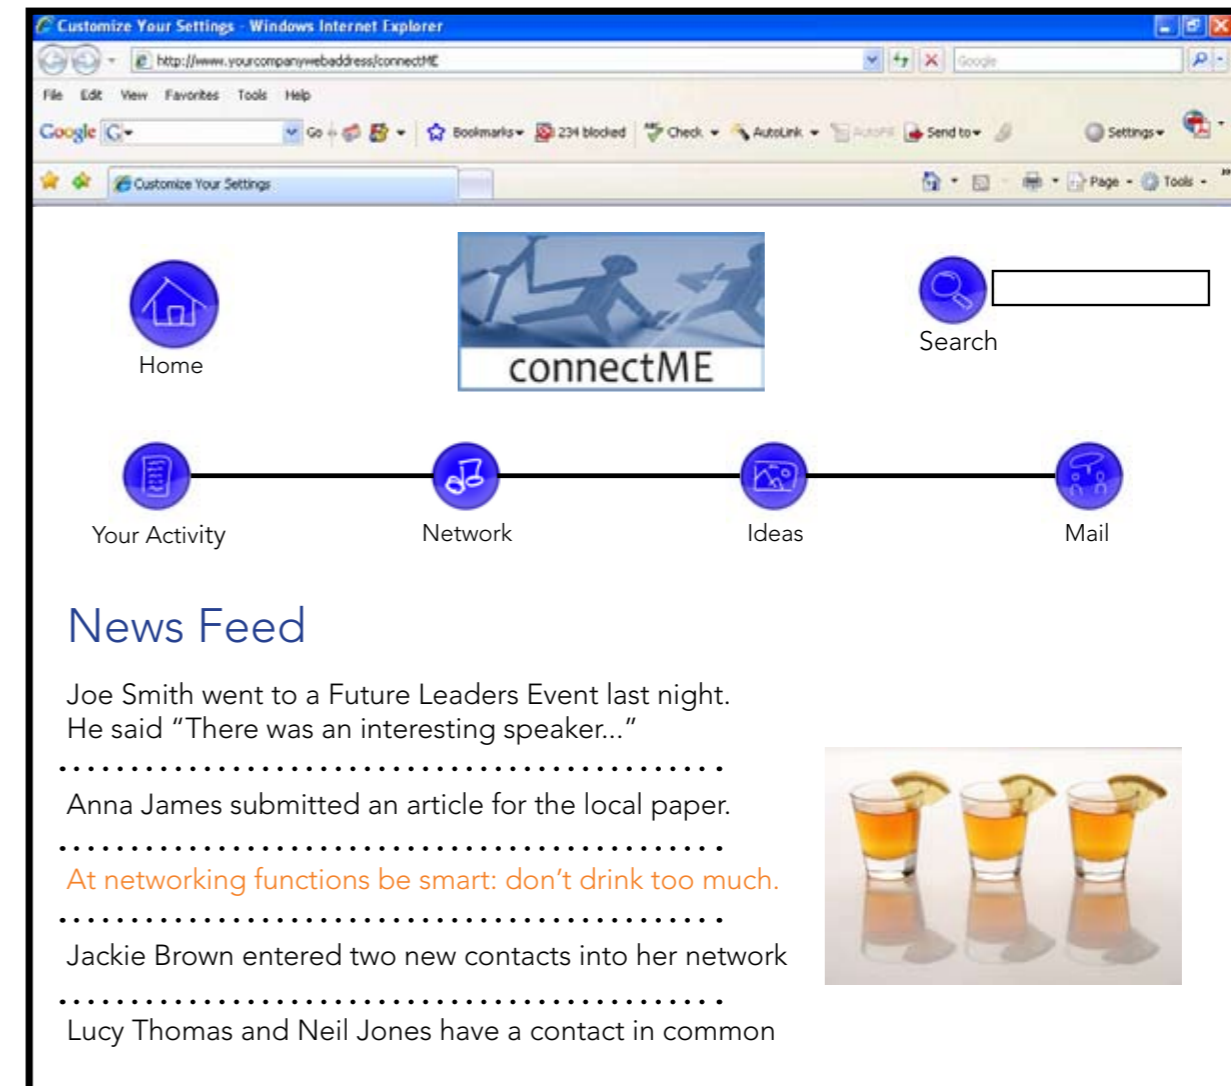 Customize Your Settings - Windows Internet Explorer
http://www.yourcompanywebaddress/connectME
Google
File Edit View Favorites Tools Help
Google G Go Bookmarks 234 blocked Check AutoLink AutoFill Send to Settings
Customize Your Settings
Page Tools
Home
connectME
Search
Your Activity Network Ideas Mail
News Feed
Joe Smith went to a Future Leaders Event last night.
He said “There was an interesting speaker...”
Anna James submitted an article for the local paper.
At networking functions be smart: don’t drink too much.
Jackie Brown entered two new contacts into her network
Lucy Thomas and Neil Jones have a contact in common